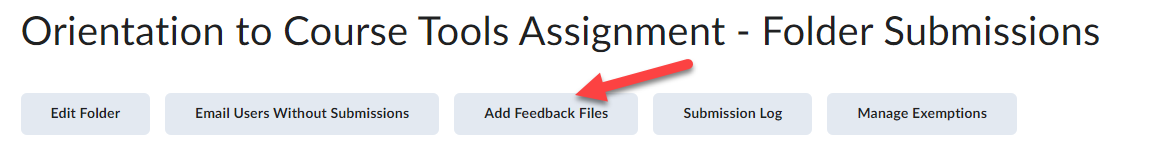 Orientation to Course Tools Assignment - Folder Submissions
Edit Folder Email Users Without Submissions Add Feedback Files Submission Log Manage Exemptions